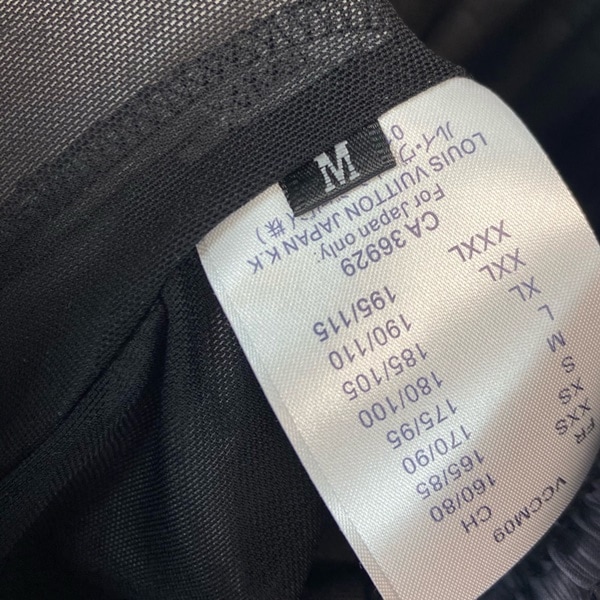 M
VCCM09
FR CH
XXS 160/80
XS 165/85
S 170/90
M 175/95
L 180/100
XL 185/105
XXL 190/110
XXXL 195/115
CA 36929
For Japan only:
LOUIS VUITTON JAPAN K.K
(株)